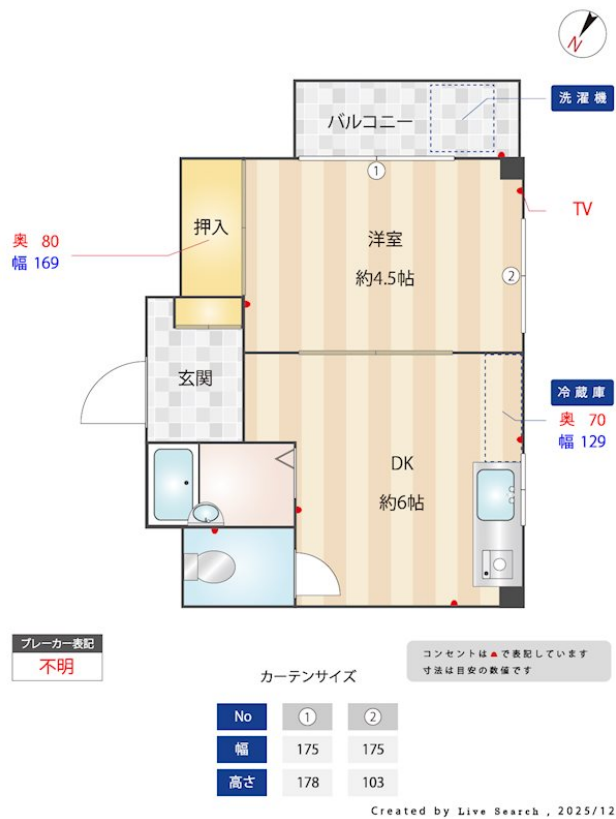 N
洗濯機
バルコニー
①
TV
押入
洋室
約4.5帖
奥 80
幅 169
②
玄関
冷蔵庫
奥 70
幅 129
DK
約6帖
ブレーカー表記
不明
コンセントは▲で表記しています
寸法は目安の数値です
カーテンサイズ
No ① ②
幅 175 175
高さ 178 103
Created by Live Search , 2025/12